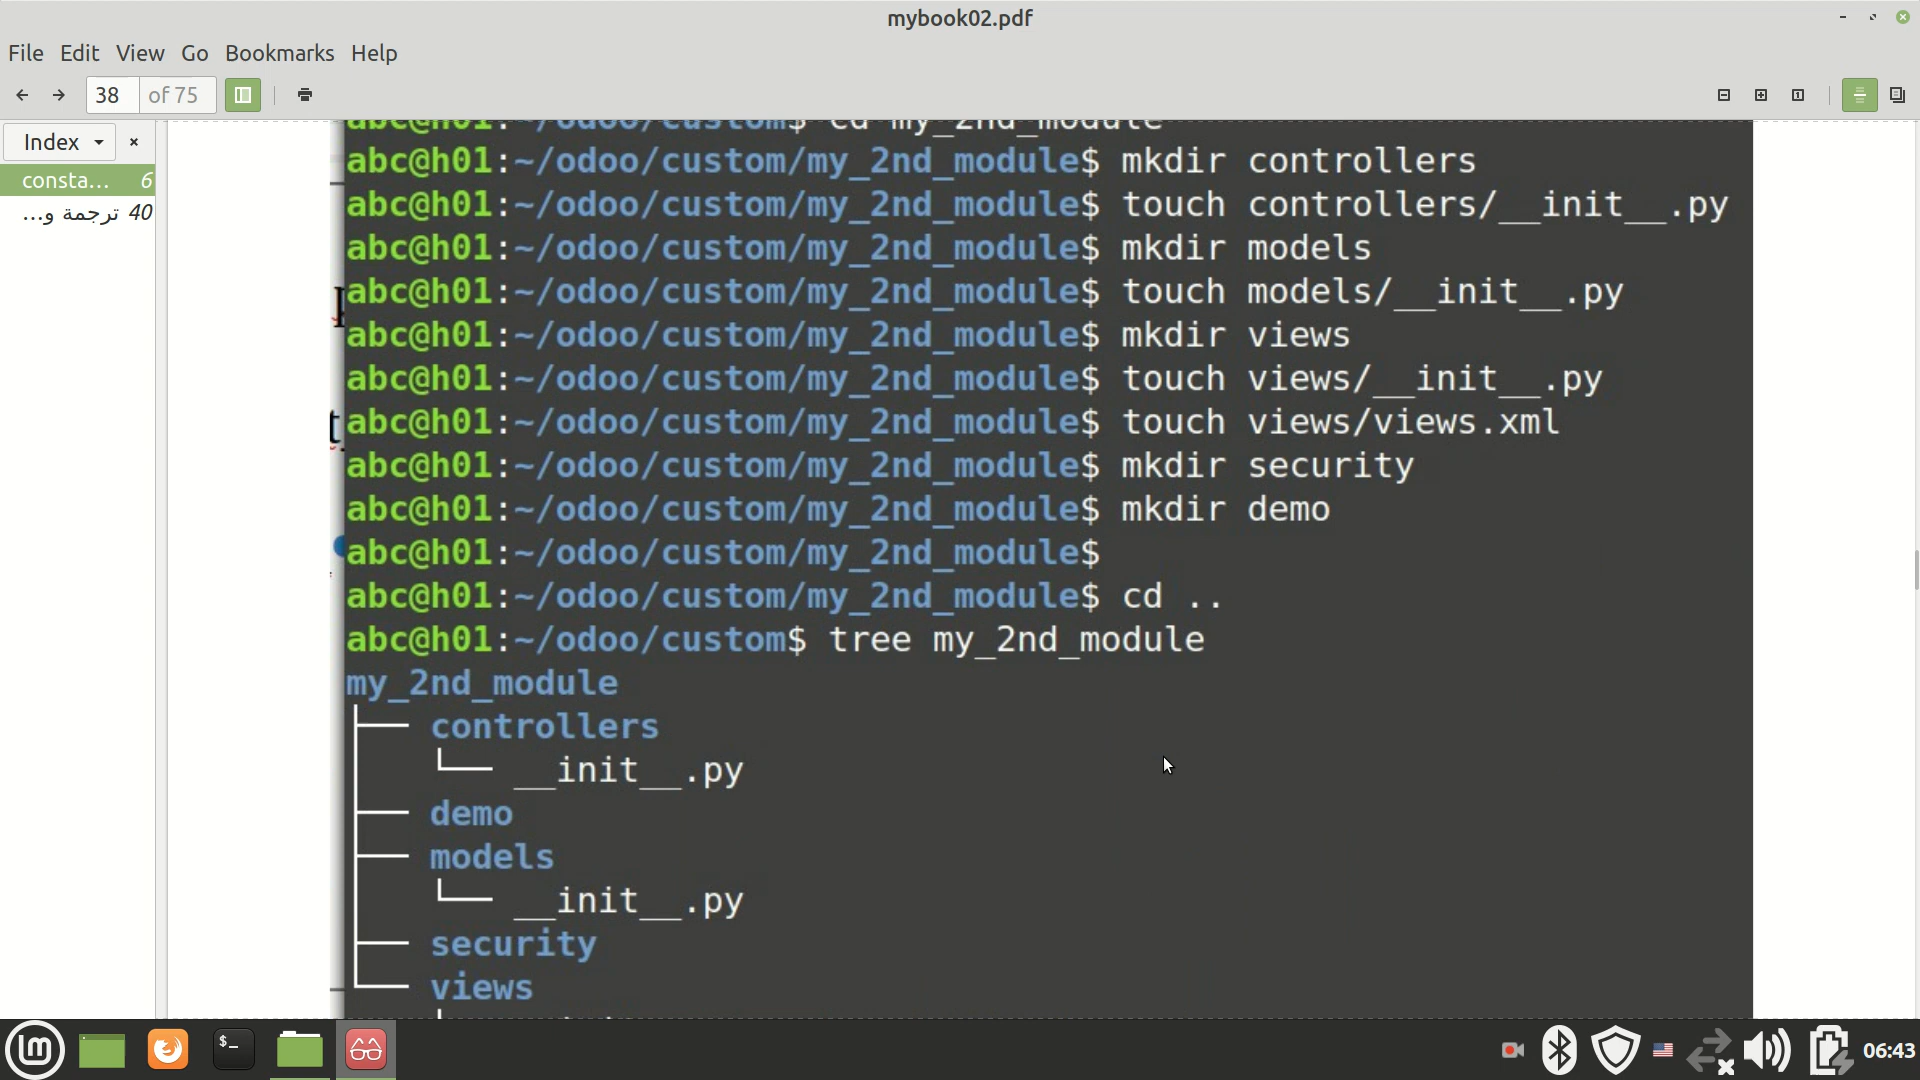 mybook02.pdf
File Edit View Go Bookmarks Help
38 of 75
Index
consta... 6
ترجمة و... 40
abc@h01:~/odoo/custom$ cd my_2nd_module
abc@h01:~/odoo/custom/my_2nd_module$ mkdir controllers
abc@h01:~/odoo/custom/my_2nd_module$ touch controllers/__init__.py
abc@h01:~/odoo/custom/my_2nd_module$ mkdir models
abc@h01:~/odoo/custom/my_2nd_module$ touch models/__init__.py
abc@h01:~/odoo/custom/my_2nd_module$ mkdir views
abc@h01:~/odoo/custom/my_2nd_module$ touch views/__init__.py
abc@h01:~/odoo/custom/my_2nd_module$ touch views/views.xml
abc@h01:~/odoo/custom/my_2nd_module$ mkdir security
abc@h01:~/odoo/custom/my_2nd_module$ mkdir demo
abc@h01:~/odoo/custom/my_2nd_module$
abc@h01:~/odoo/custom/my_2nd_module$ cd ..
abc@h01:~/odoo/custom$ tree my_2nd_module
my_2nd_module
├── controllers
│   └── __init__.py
├── demo
├── models
│   └── __init__.py
├── security
└── views
06:43